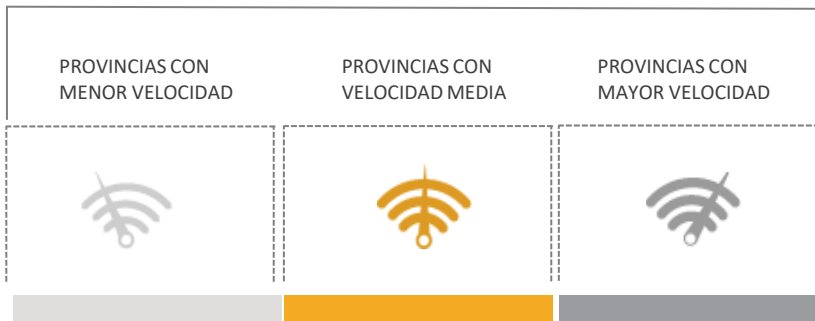 PROVINCIAS CON
MENOR VELOCIDAD
PROVINCIAS CON
VELOCIDAD MEDIA
PROVINCIAS CON
MAYOR VELOCIDAD